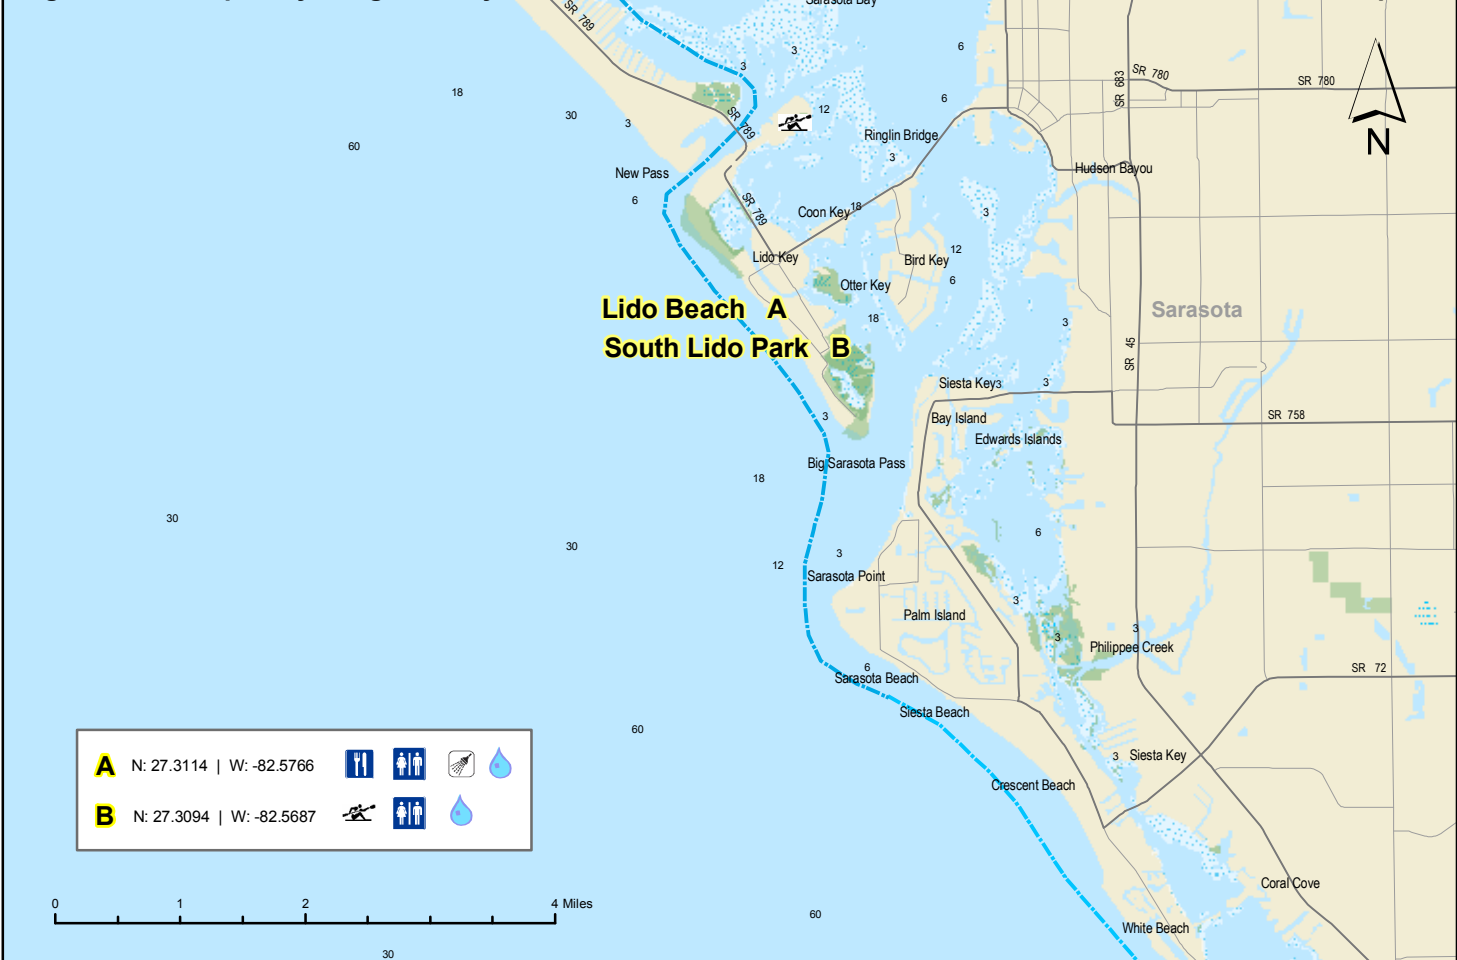 Sarasota Bay
SR 789
3
6
3
SR 683
SR 780
SR 780
18
6
12
30
3
SR 789
Ringlin Bridge
N
60
3
Hudson Bayou
New Pass
6
SR 789
Coon Key
18
3
12
Lido Key
Bird Key
6
Otter Key
Lido Beach A
18
3
Sarasota
South Lido Park B
SR 45
Siesta Key
3
3
3
Bay Island
SR 758
Edwards Islands
Big Sarasota Pass
18
30
6
30
3
12
Sarasota Point
3
Palm Island
3
3
Philippee Creek
6
SR 72
Sarasota Beach
Siesta Beach
60
3
Siesta Key
A N: 27.3114 | W: -82.5766
Crescent Beach
B N: 27.3094 | W: -82.5687
Coral Cove
0 1 2 4 Miles
60
White Beach
30